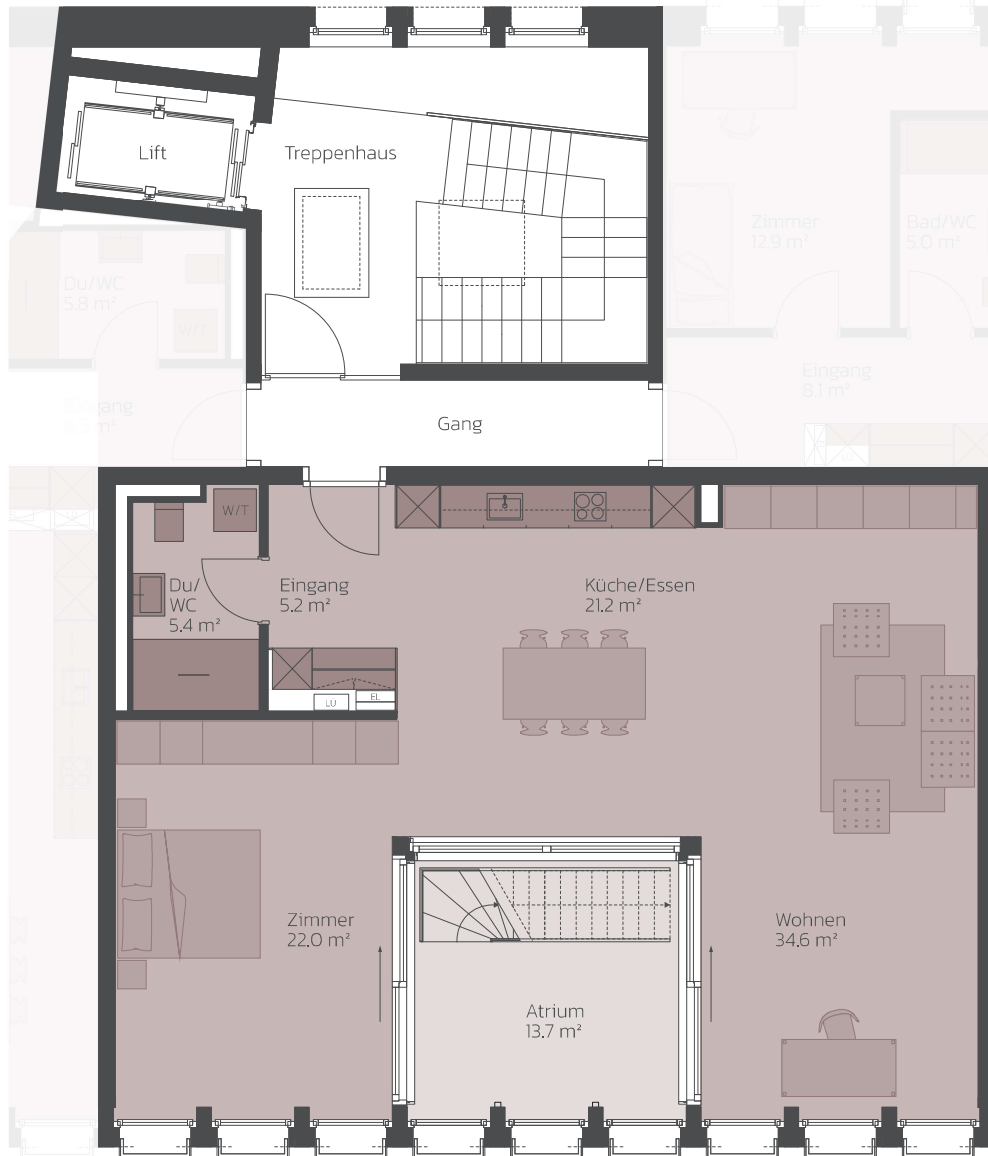 Lift
Treppenhaus
Zimmer
12.9 m²
Bad/WC
5.0 m²
Du/WC
5.8 m²
W/T
Eingang
8.1 m²
Gang
W/T
Du/
WC
5.4 m²
Eingang
5.2 m²
Küche/Essen
21.2 m²
LÜ
EL
Zimmer
22.0 m²
Wohnen
34.6 m²
Atrium
13.7 m²